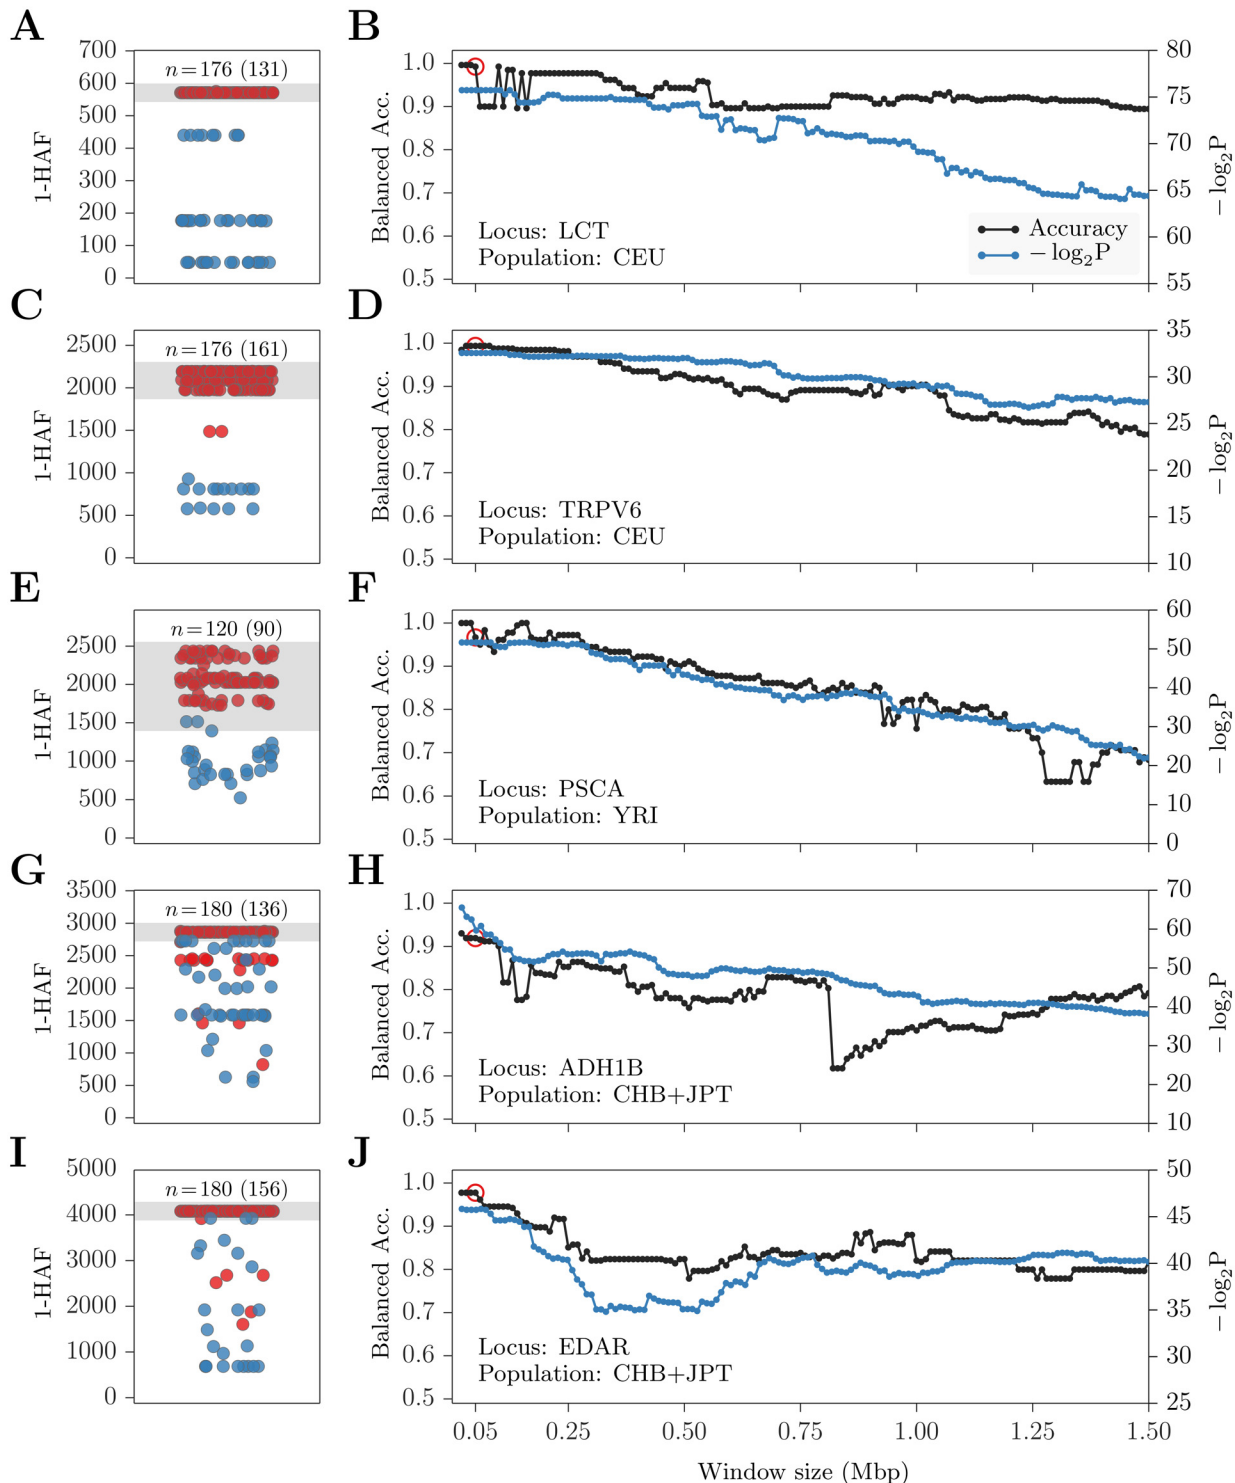 A
1-HAF
700
600
500
400
300
200
100
0
n=176 (131)
B
Balanced Acc.
1.0
0.9
0.8
0.7
0.6
0.5
Locus: LCT
Population: CEU
Accuracy
−log₂P
80
75
70
65
60
55
−log₂P
C
1-HAF
2500
2000
1500
1000
500
0
n=176 (161)
D
Balanced Acc.
1.0
0.9
0.8
0.7
0.6
0.5
Locus: TRPV6
Population: CEU
35
30
25
20
15
10
−log₂P
E
1-HAF
2500
2000
1500
1000
500
0
n=120 (90)
F
Balanced Acc.
1.0
0.9
0.8
0.7
0.6
0.5
Locus: PSCA
Population: YRI
60
50
40
30
20
10
0
−log₂P
G
1-HAF
3500
3000
2500
2000
1500
1000
500
0
n=180 (136)
H
Balanced Acc.
1.0
0.9
0.8
0.7
0.6
0.5
Locus: ADH1B
Population: CHB+JPT
70
60
50
40
30
20
10
−log₂P
I
1-HAF
5000
4000
3000
2000
1000
0
n=180 (156)
J
Balanced Acc.
1.0
0.9
0.8
0.7
0.6
0.5
Locus: EDAR
Population: CHB+JPT
50
45
40
35
30
25
−log₂P
0.05 0.25 0.50 0.75 1.00 1.25 1.50
Window size (Mbp)